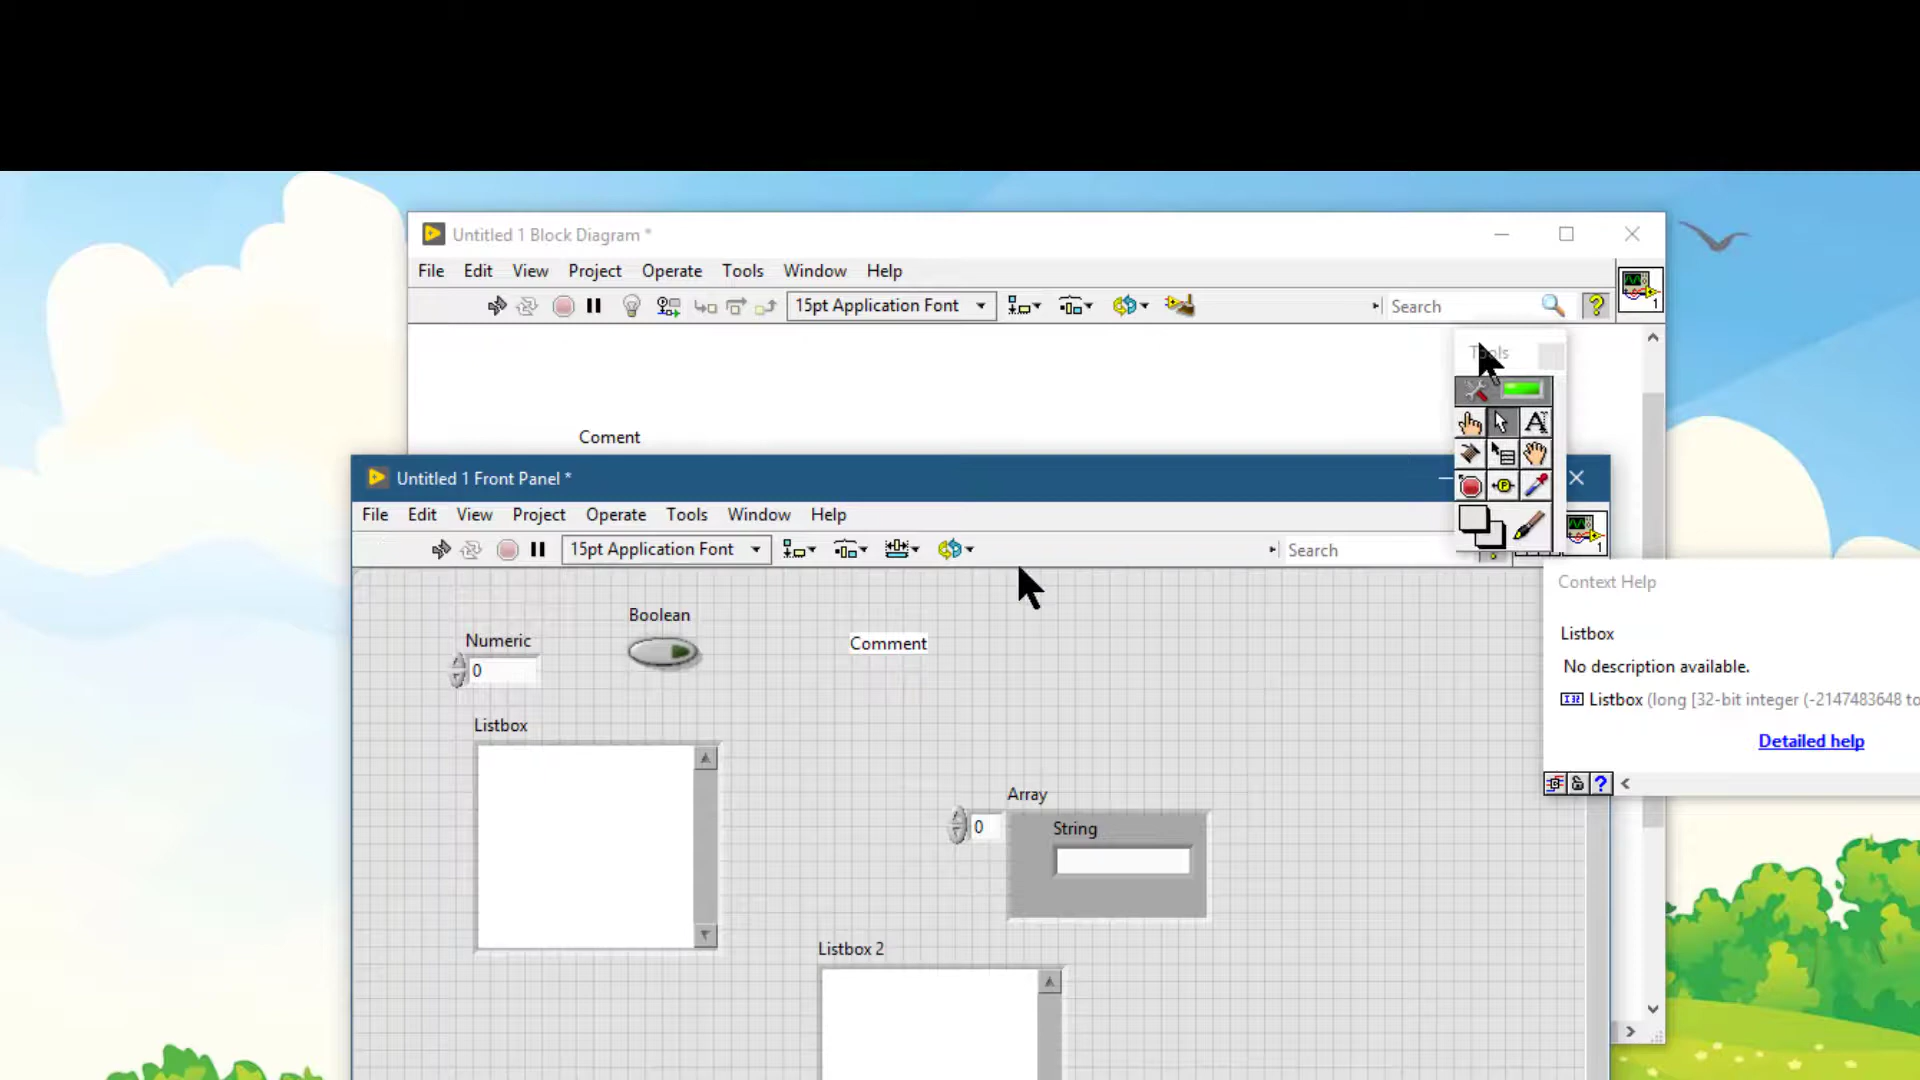 Untitled 1 Block Diagram *
File Edit View Project Operate Tools Window Help
15pt Application Font
Search
1
Tools
Coment
Untitled 1 Front Panel *
File Edit View Project Operate Tools Window Help
15pt Application Font
Search
1
Context Help
Listbox
No description available.
Listbox (long [32-bit integer (-2147483648 to
Detailed help
Boolean
Numeric
0
Comment
Listbox
Array
0
String
Listbox 2